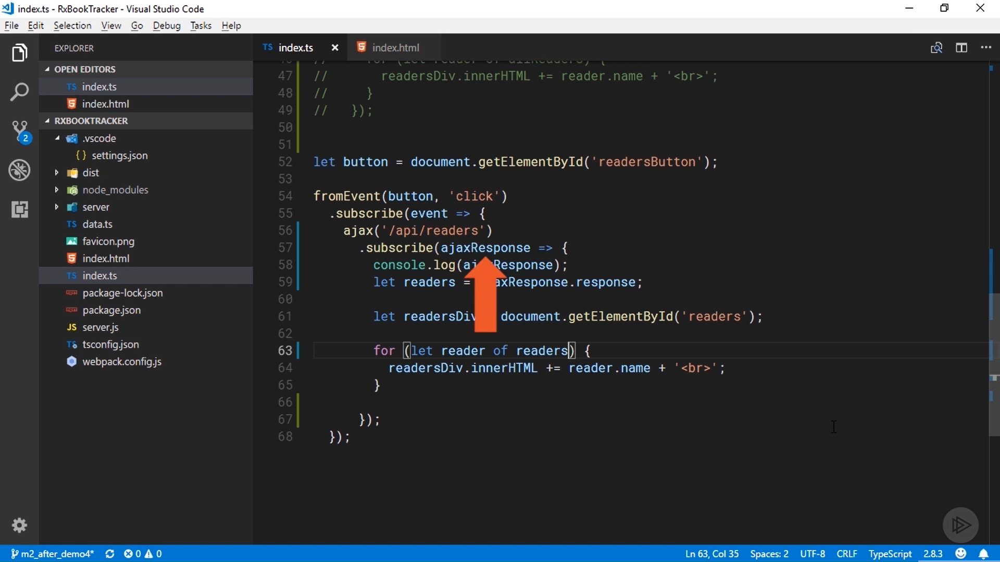 index.ts - RxBookTracker - Visual Studio Code
File Edit Selection View Go Debug Tasks Help
EXPLORER
OPEN EDITORS
TS index.ts
index.html
RXBOOKTRACKER
.vscode
{ } settings.json
dist
node_modules
server
TS data.ts
favicon.png
index.html
TS index.ts
package-lock.json
package.json
JS server.js
TS tsconfig.json
webpack.config.js
2
TS index.ts
index.html
47 // readersDiv.innerHTML += reader.name + '<br>';
48 // }
49 // });
50
51
52 let button = document.getElementById('readersButton');
53
54 fromEvent(button, 'click')
55 .subscribe(event => {
56 ajax('/api/readers')
57 .subscribe(ajaxResponse => {
58 console.log(aj Response);
59 let readers = axResponse.response;
60
61 let readersDiv document.getElementById('readers');
62
63 for (let reader of readers) {
64 readersDiv.innerHTML += reader.name + '<br>';
65 }
66
67 });
68 });
m2_after_demo4* 0 0 Ln 63, Col 35 Spaces: 2 UTF-8 CRLF TypeScript 2.8.3